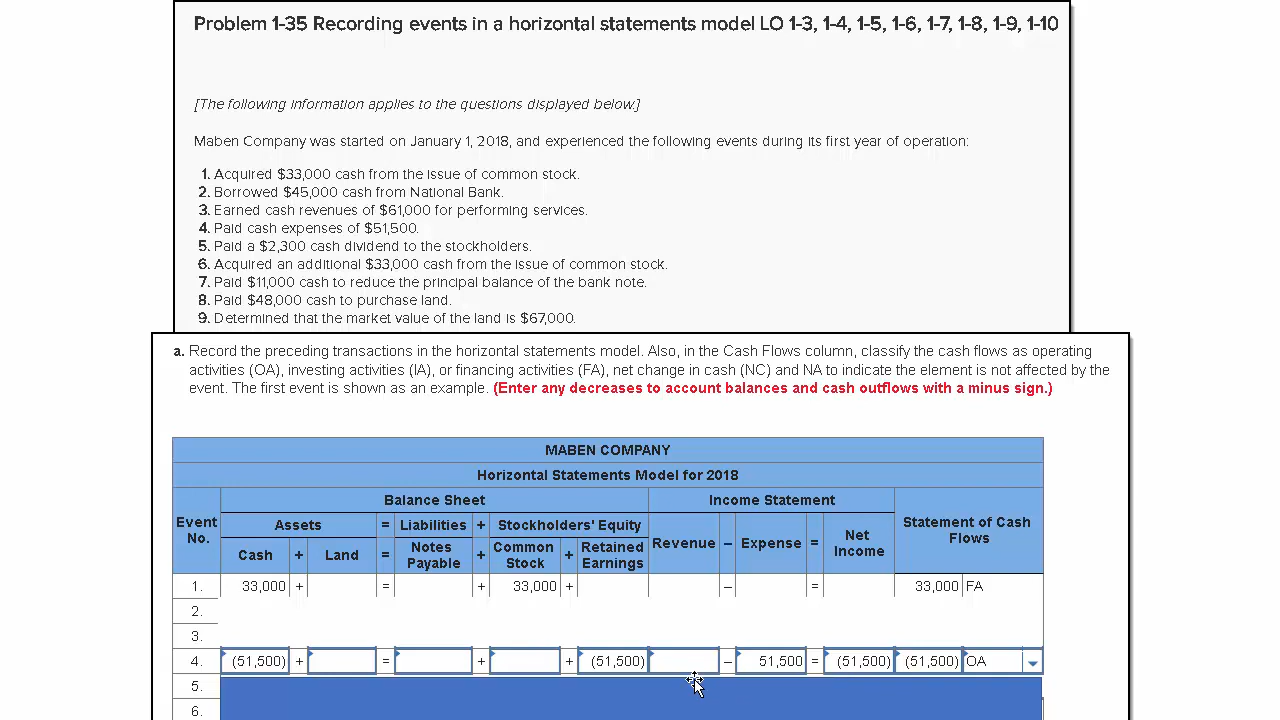 Problem 1-35 Recording events in a horizontal statements model LO 1-3, 1-4, 1-5, 1-6, 1-7, 1-8, 1-9, 1-10
[The following information applies to the questions displayed below.]
Maben Company was started on January 1, 2018, and experienced the following events during its first year of operation:
1. Acquired $33,000 cash from the issue of common stock.
2. Borrowed $45,000 cash from National Bank.
3. Earned cash revenues of $61,000 for performing services.
4. Paid cash expenses of $51,500.
5. Paid a $2,300 cash dividend to the stockholders.
6. Acquired an additional $33,000 cash from the issue of common stock.
7. Paid $11,000 cash to reduce the principal balance of the bank note.
8. Paid $48,000 cash to purchase land.
9. Determined that the market value of the land is $67,000.
a. Record the preceding transactions in the horizontal statements model. Also, in the Cash Flows column, classify the cash flows as operating
activities (OA), investing activities (IA), or financing activities (FA), net change in cash (NC) and NA to indicate the element is not affected by the
event. The first event is shown as an example. (Enter any decreases to account balances and cash outflows with a minus sign.)
MABEN COMPANY
Horizontal Statements Model for 2018
Balance Sheet Income Statement
Event No. Assets = Liabilities + Stockholders' Equity Statement of Cash Flows
Cash + Land = Notes Payable + Common Stock + Retained Earnings Revenue – Expense = Net Income
1. 33,000 + = + 33,000 + – = 33,000 FA
2.
3.
4. (51,500) + = + + (51,500) – 51,500 = (51,500) (51,500) OA
5.
6.